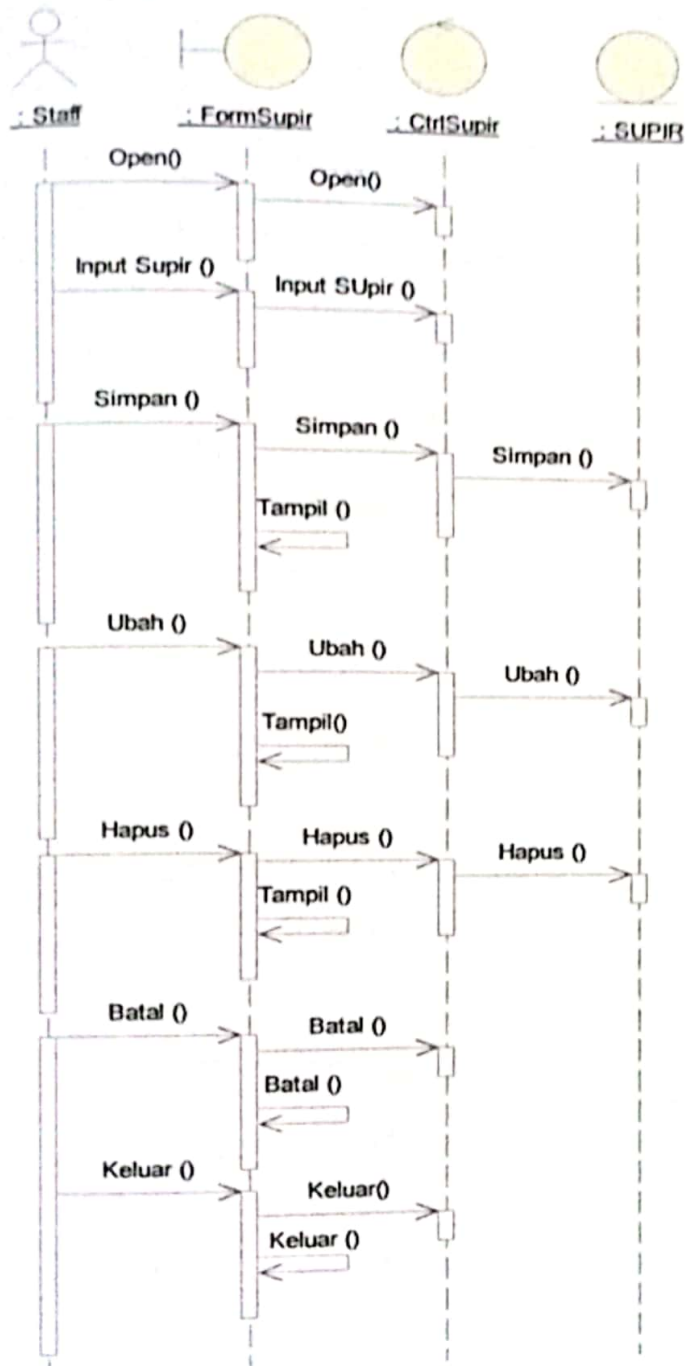 : Staff
: FormSupir
: CtrlSupir
: SUPIR
Open()
Open()
Input Supir ()
Input SUpir ()
Simpan ()
Simpan ()
Simpan ()
Tampil ()
Ubah ()
Ubah ()
Ubah ()
Tampil()
Hapus ()
Hapus ()
Hapus ()
Tampil ()
Batal ()
Batal ()
Batal ()
Keluar ()
Keluar()
Keluar ()